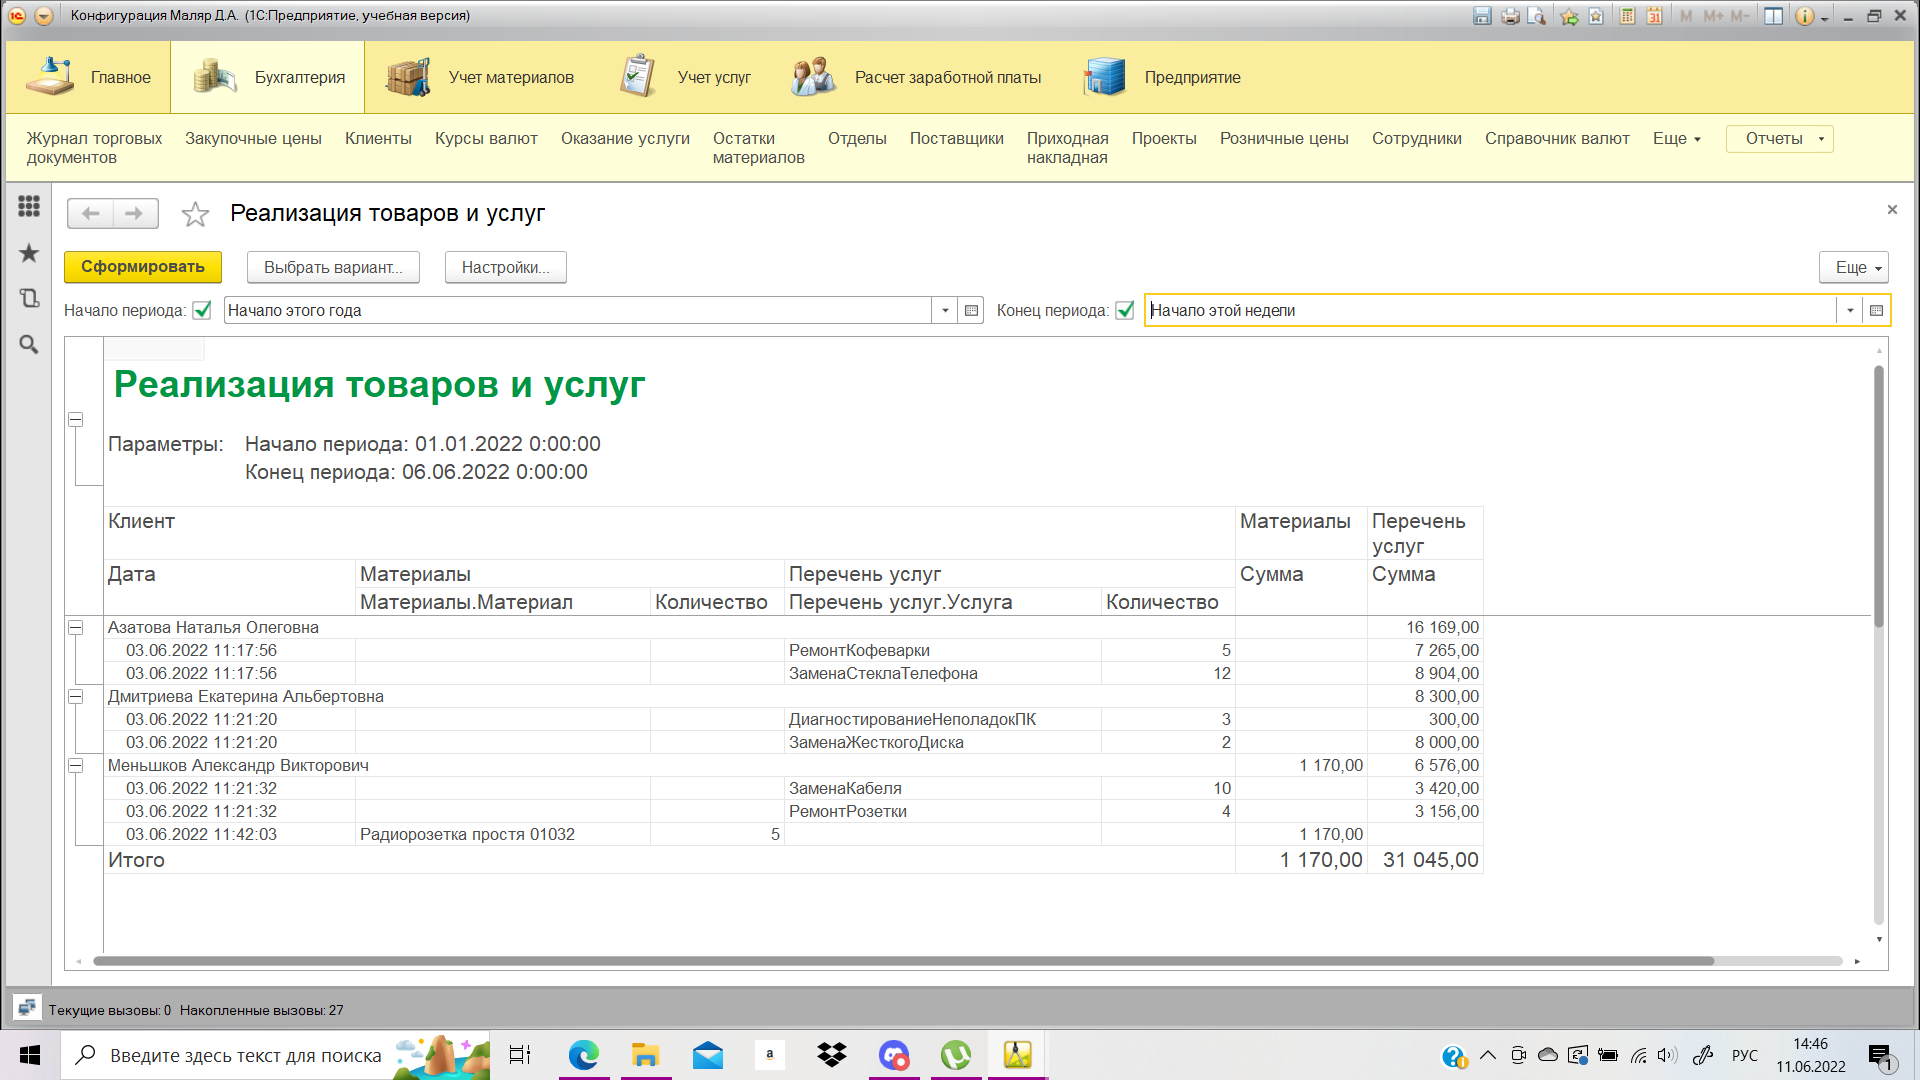 Конфигурация Маляр Д.А. (1С:Предприятие, учебная версия)
M M+ M-
Главное
Бухгалтерия
Учет материалов
Учет услуг
Расчет заработной платы
Предприятие
Журнал торговых документов
Закупочные цены
Клиенты
Курсы валют
Оказание услуги
Остатки материалов
Отделы
Поставщики
Приходная накладная
Проекты
Розничные цены
Сотрудники
Справочник валют
Еще
Отчеты
Реализация товаров и услуг
Сформировать
Выбрать вариант...
Настройки...
Еще
Начало периода: Начало этого года
Конец периода: Начало этой недели
Реализация товаров и услуг
Параметры: Начало периода: 01.01.2022 0:00:00
Конец периода: 06.06.2022 0:00:00
Клиент Материалы Перечень услуг
Дата Материалы Перечень услуг Сумма Сумма
Материалы.Материал Количество Перечень услуг.Услуга Количество
Азатова Наталья Олеговна 16 169,00
03.06.2022 11:17:56 РемонтКофеварки 5 7 265,00
03.06.2022 11:17:56 ЗаменаСтеклаТелефона 12 8 904,00
Дмитриева Екатерина Альбертовна 8 300,00
03.06.2022 11:21:20 ДиагностированиеНеполадокПК 3 300,00
03.06.2022 11:21:20 ЗаменаЖесткогоДиска 2 8 000,00
Меньшков Александр Викторович 1 170,00 6 576,00
03.06.2022 11:21:32 ЗаменаКабеля 10 3 420,00
03.06.2022 11:21:32 РемонтРозетки 4 3 156,00
03.06.2022 11:42:03 Радиорозетка простя 01032 5 1 170,00
Итого 1 170,00 31 045,00
Текущие вызовы: 0 Накопленные вызовы: 27
Введите здесь текст для поиска
a
РУС
14:46
11.06.2022
1